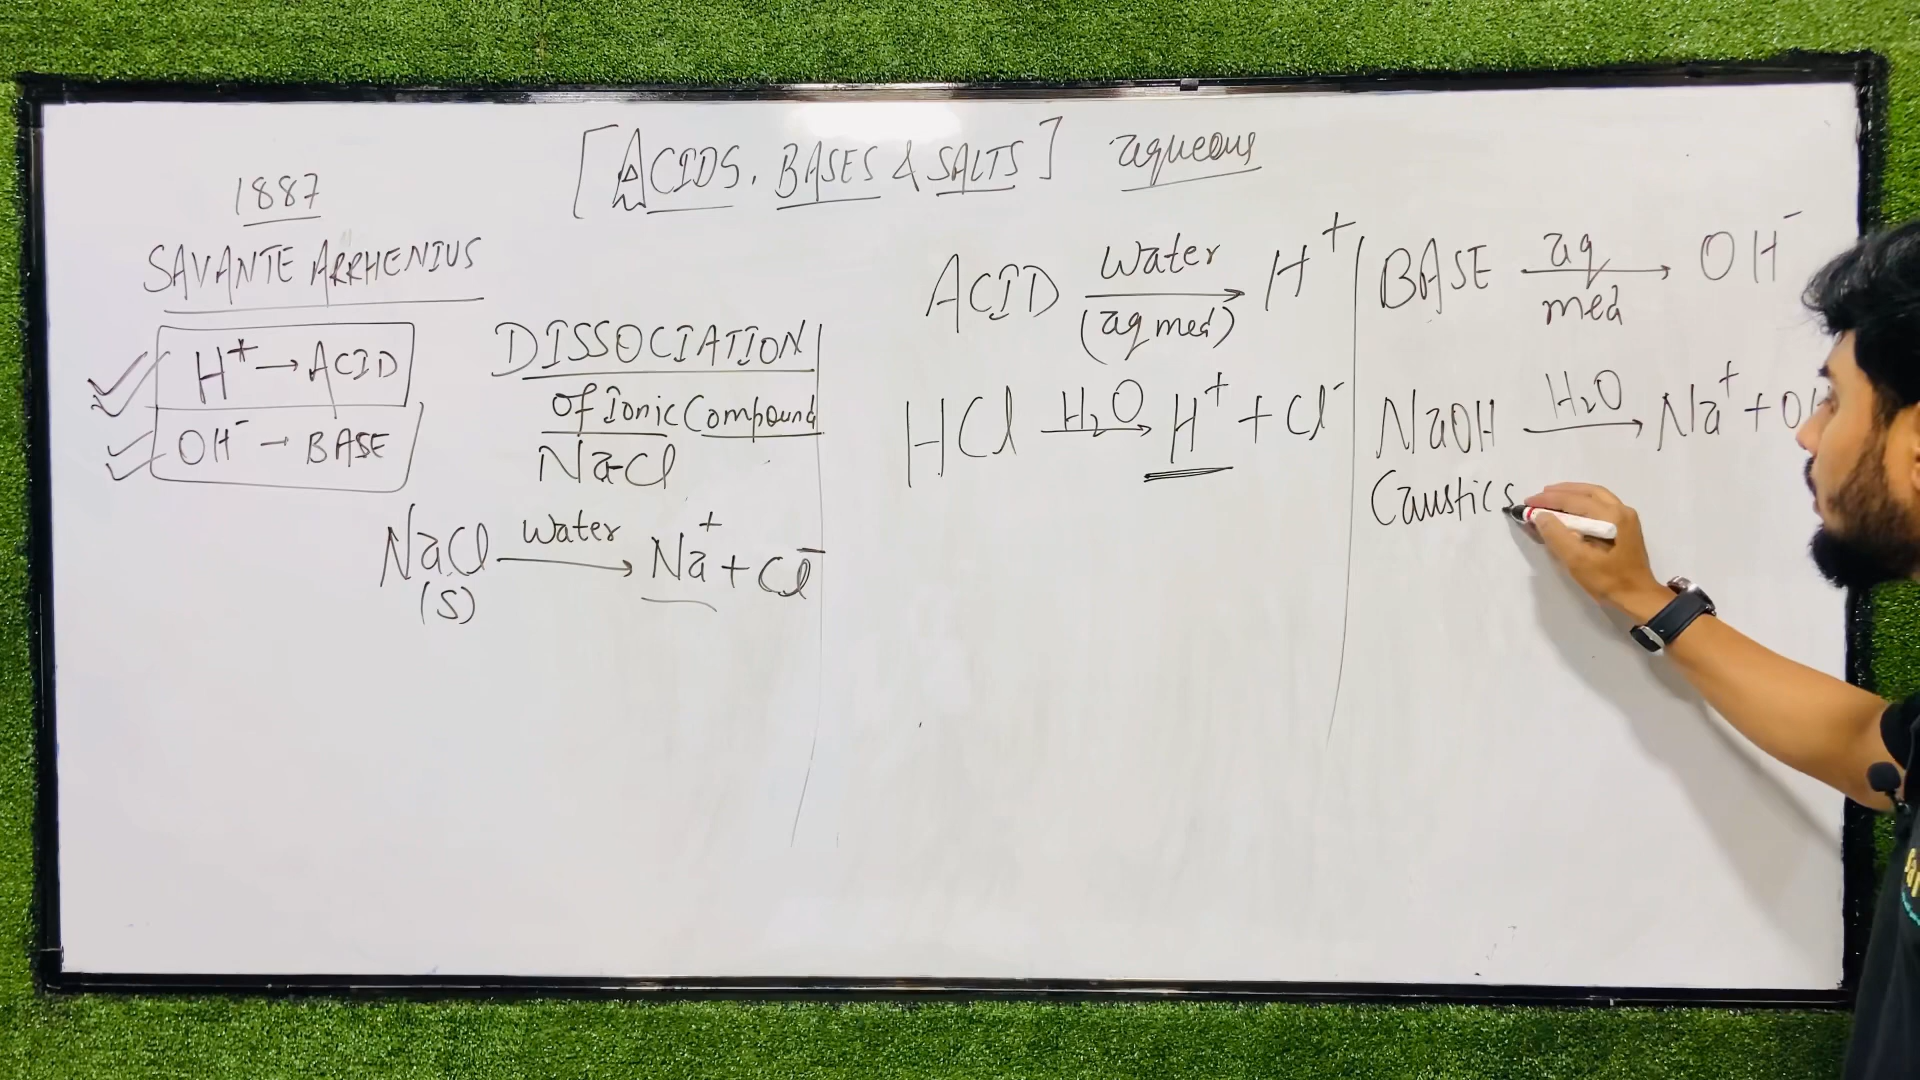 [ACIDS, BASES & SALTS] aqueous
1887
SAVANTE ARRHENIUS
H⁺ → ACID
OH⁻ → BASE
DISSOCIATION
Of Ionic Compound
NaCl
NaCl water → Na⁺ + Cl⁻
(S)
ACID Water → H⁺
(aq med)
HCl H₂O → H⁺ + Cl⁻
BASE aq → OH⁻
med
NaOH H₂O → Na⁺ + OH
Caustic s